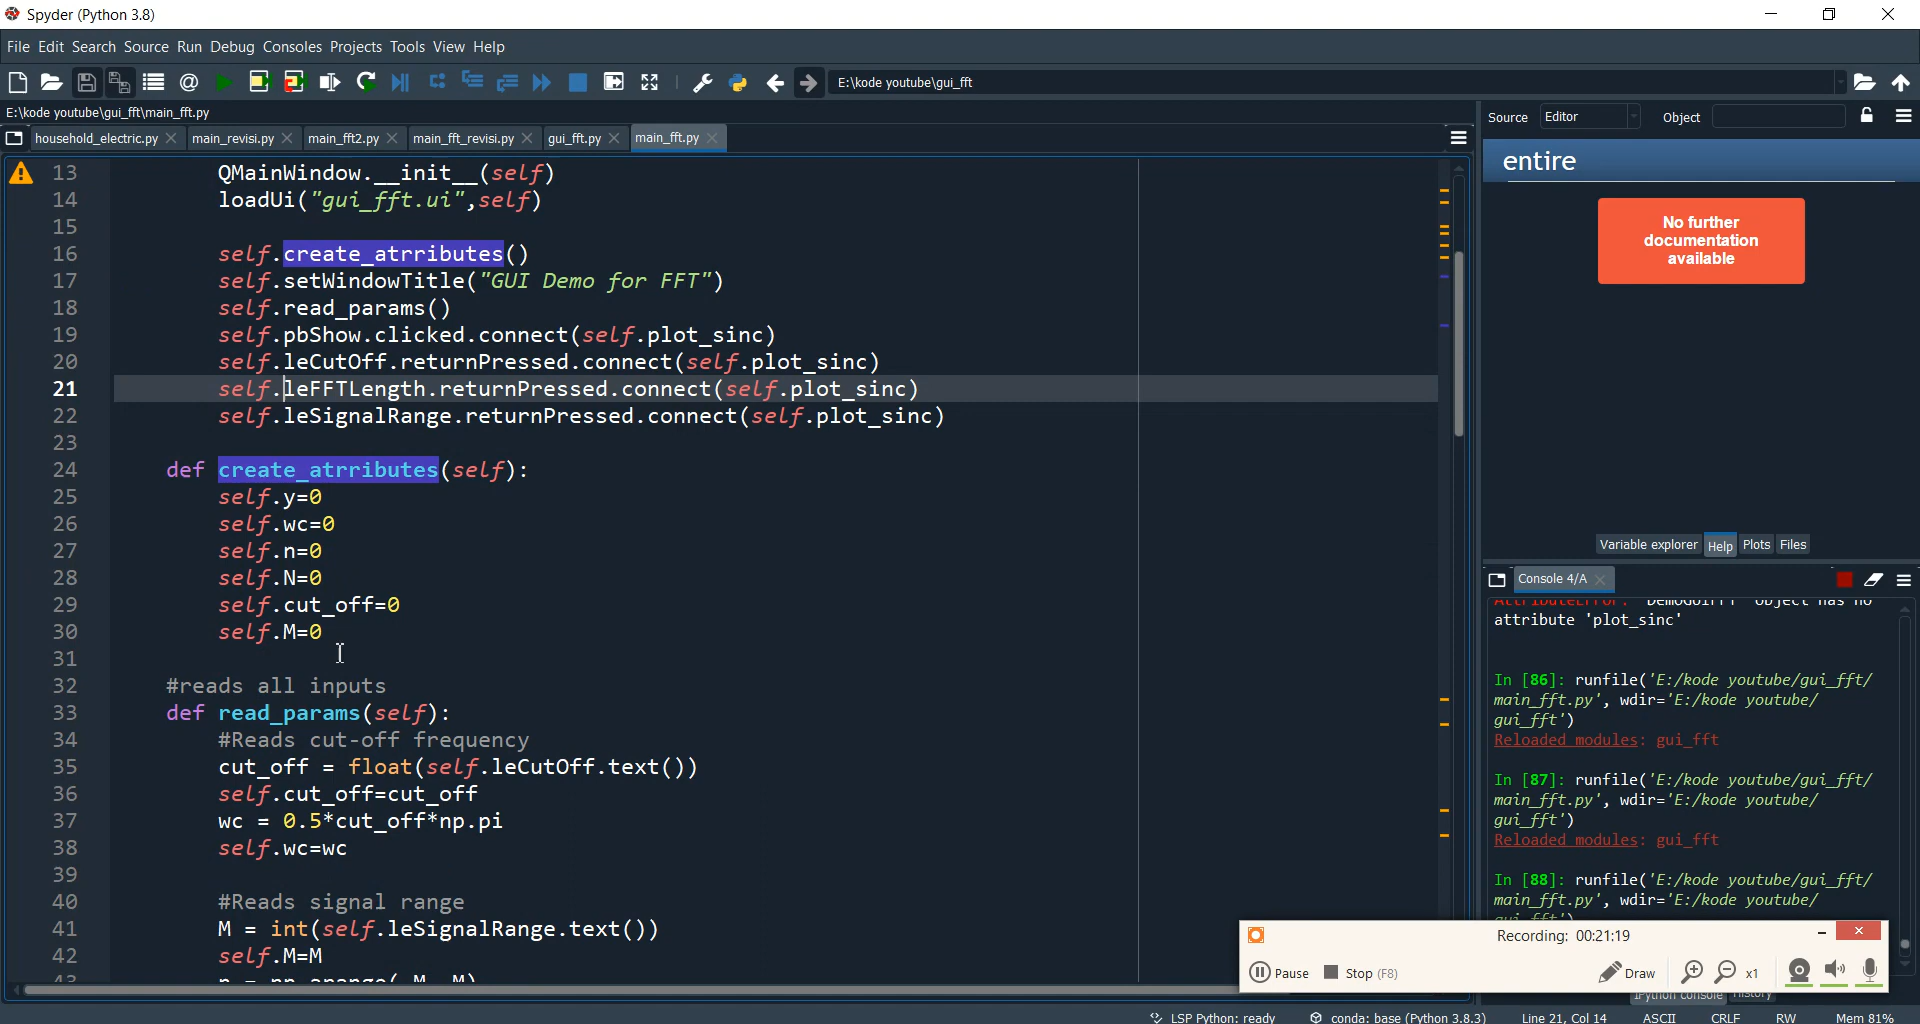 Spyder (Python 3.8)
File Edit Search Source Run Debug Consoles Projects Tools View Help
E:\kode youtube\gui_fft
E:\kode youtube\gui_fft\main_fft.py
household_electric.py main_revisi.py main_fft2.py main_fft_revisi.py gui_fft.py main_fft.py
13 QMainWindow.__init__(self)
14 loadUi("gui_fft.ui",self)
15
16 self.create_atrributes()
17 self.setWindowTitle("GUI Demo for FFT")
18 self.read_params()
19 self.pbShow.clicked.connect(self.plot_sinc)
20 self.leCutOff.returnPressed.connect(self.plot_sinc)
21 self.leFFTLength.returnPressed.connect(self.plot_sinc)
22 self.leSignalRange.returnPressed.connect(self.plot_sinc)
23
24 def create_atrributes(self):
25 self.y=0
26 self.wc=0
27 self.n=0
28 self.N=0
29 self.cut_off=0
30 self.M=0
31
32 #reads all inputs
33 def read_params(self):
34 #Reads cut-off frequency
35 cut_off = float(self.leCutOff.text())
36 self.cut_off=cut_off
37 wc = 0.5*cut_off*np.pi
38 self.wc=wc
39
40 #Reads signal range
41 M = int(self.leSignalRange.text())
42 self.M=M
Source Editor Object
entire
No further
documentation
available
Variable explorer Help Plots Files
Console 4/A
AttributeError: 'DemoGUIFFT' object has no
attribute 'plot_sinc'
In [86]: runfile('E:/kode youtube/gui_fft/
main_fft.py', wdir='E:/kode youtube/
gui_fft')
Reloaded modules: gui_fft
In [87]: runfile('E:/kode youtube/gui_fft/
main_fft.py', wdir='E:/kode youtube/
gui_fft')
Reloaded modules: gui_fft
In [88]: runfile('E:/kode youtube/gui_fft/
main_fft.py', wdir='E:/kode youtube/
Recording: 00:21:19
Pause Stop (F8) Draw x1
IPython console History
LSP Python: ready conda: base (Python 3.8.3) Line 21, Col 14 ASCII CRLF RW Mem 81%